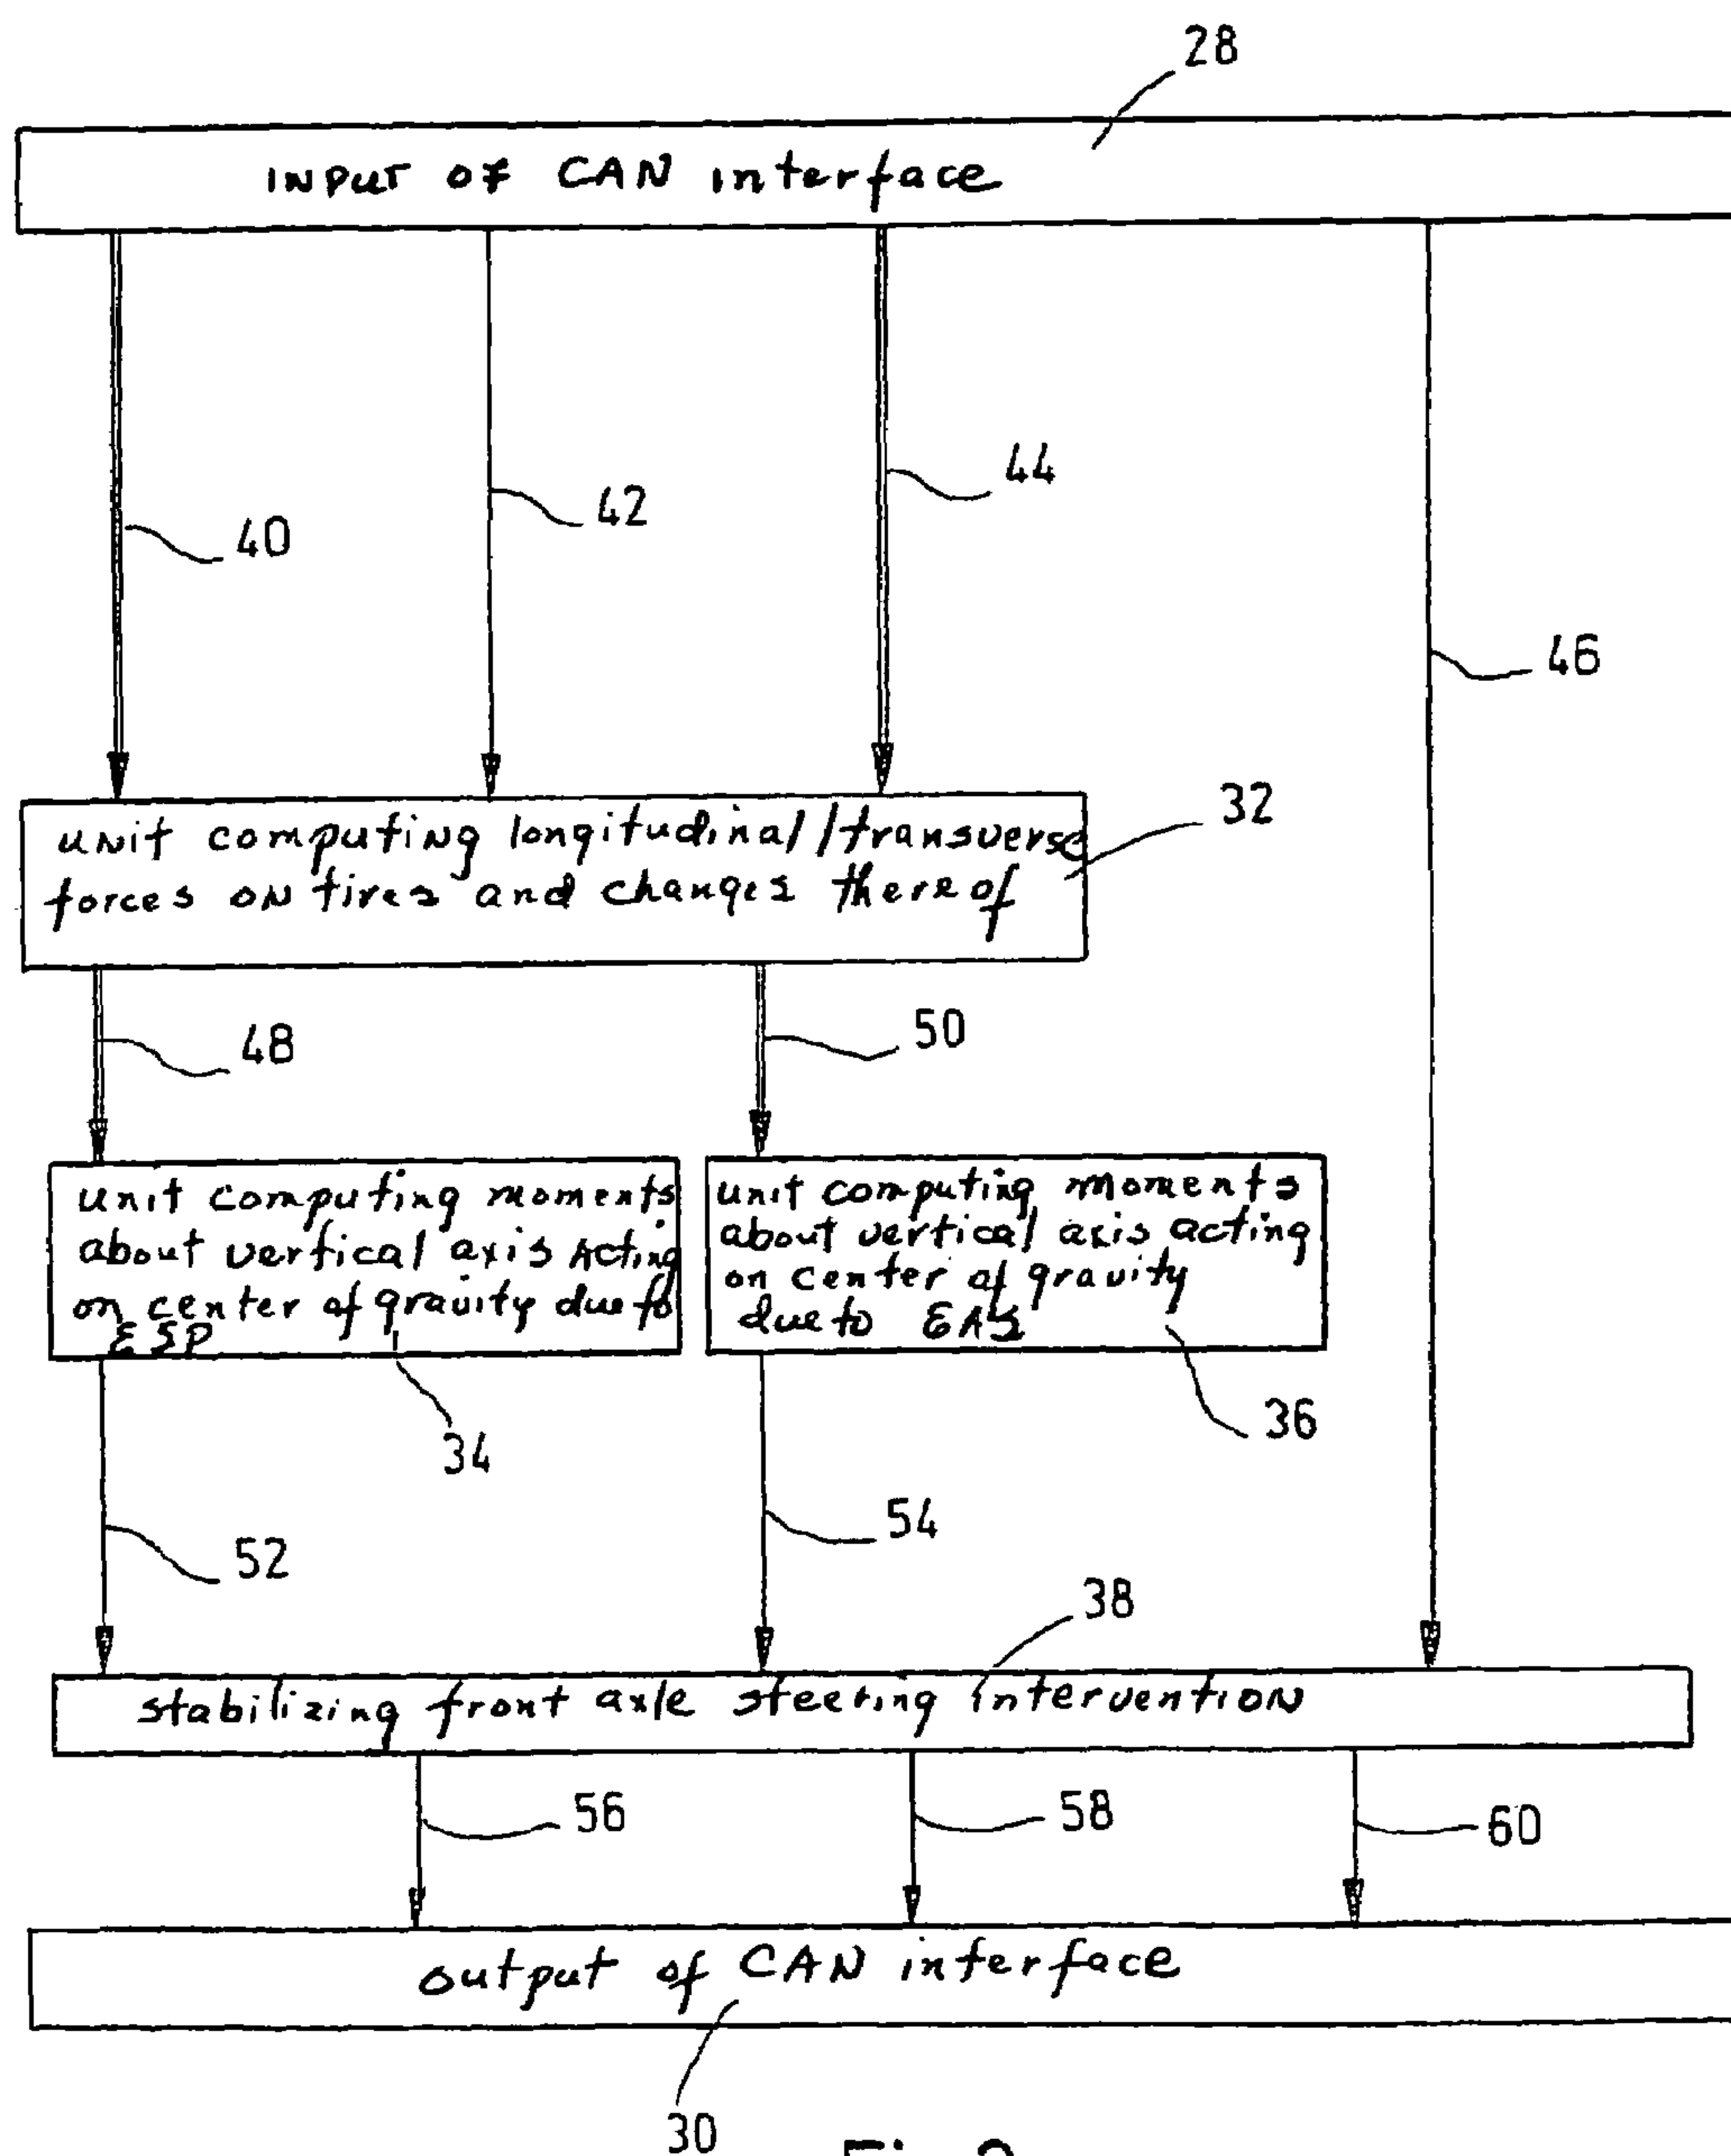 28
INPUT of CAN interface
44
42
40
46
32
unit computing longitudinal/transverse
forces on tires and changes there of
50
48
unit computing moments
about vertical axis Acting
on center of gravity due to
ESP
unit computing moments
about vertical axis acting
on center of gravity
due to EAS
36
34
54
52
38
stabilizing front axle steering intervention
56
58
60
output of CAN interface
30